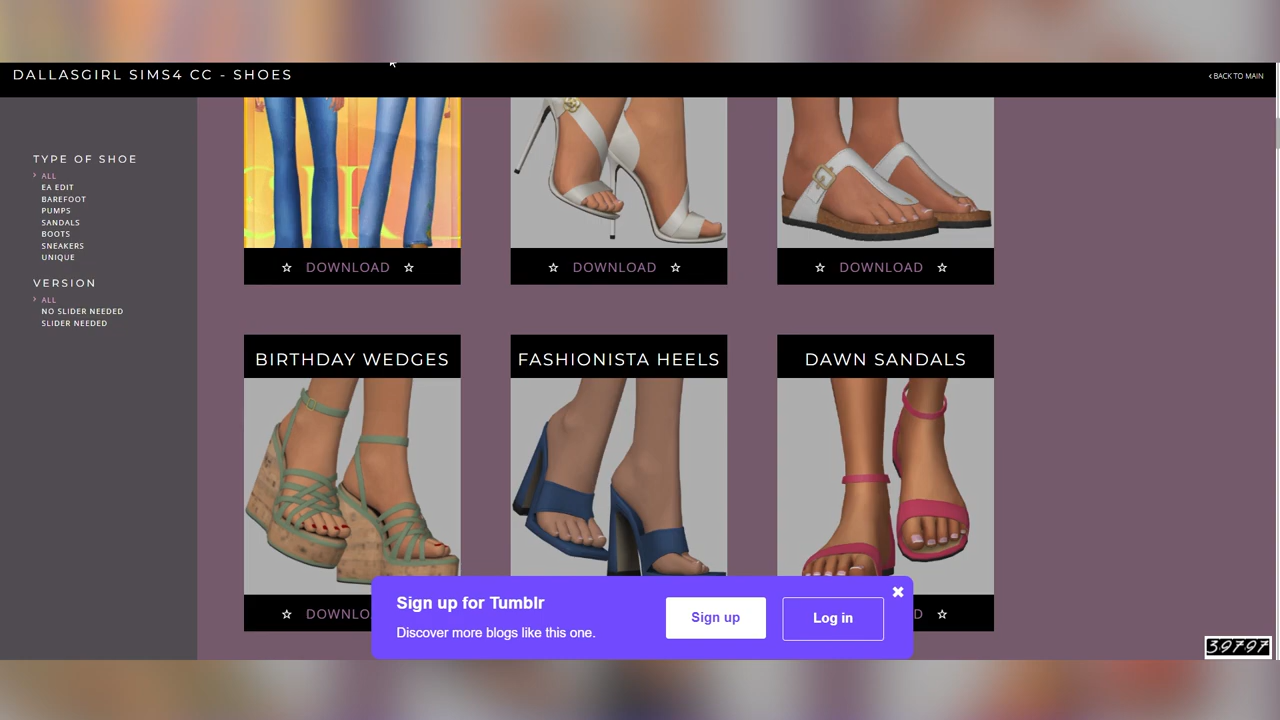 DALLASGIRL SIMS4 CC - SHOES
‹ BACK TO MAIN
TYPE OF SHOE
› ALL
EA EDIT
BAREFOOT
PUMPS
SANDALS
BOOTS
SNEAKERS
UNIQUE
VERSION
› ALL
NO SLIDER NEEDED
SLIDER NEEDED
☆ DOWNLOAD ☆
☆ DOWNLOAD ☆
☆ DOWNLOAD ☆
BIRTHDAY WEDGES
FASHIONISTA HEELS
DAWN SANDALS
☆ DOWNLO
D ☆
Sign up for Tumblr
Discover more blogs like this one.
Sign up
Log in
✖
39797